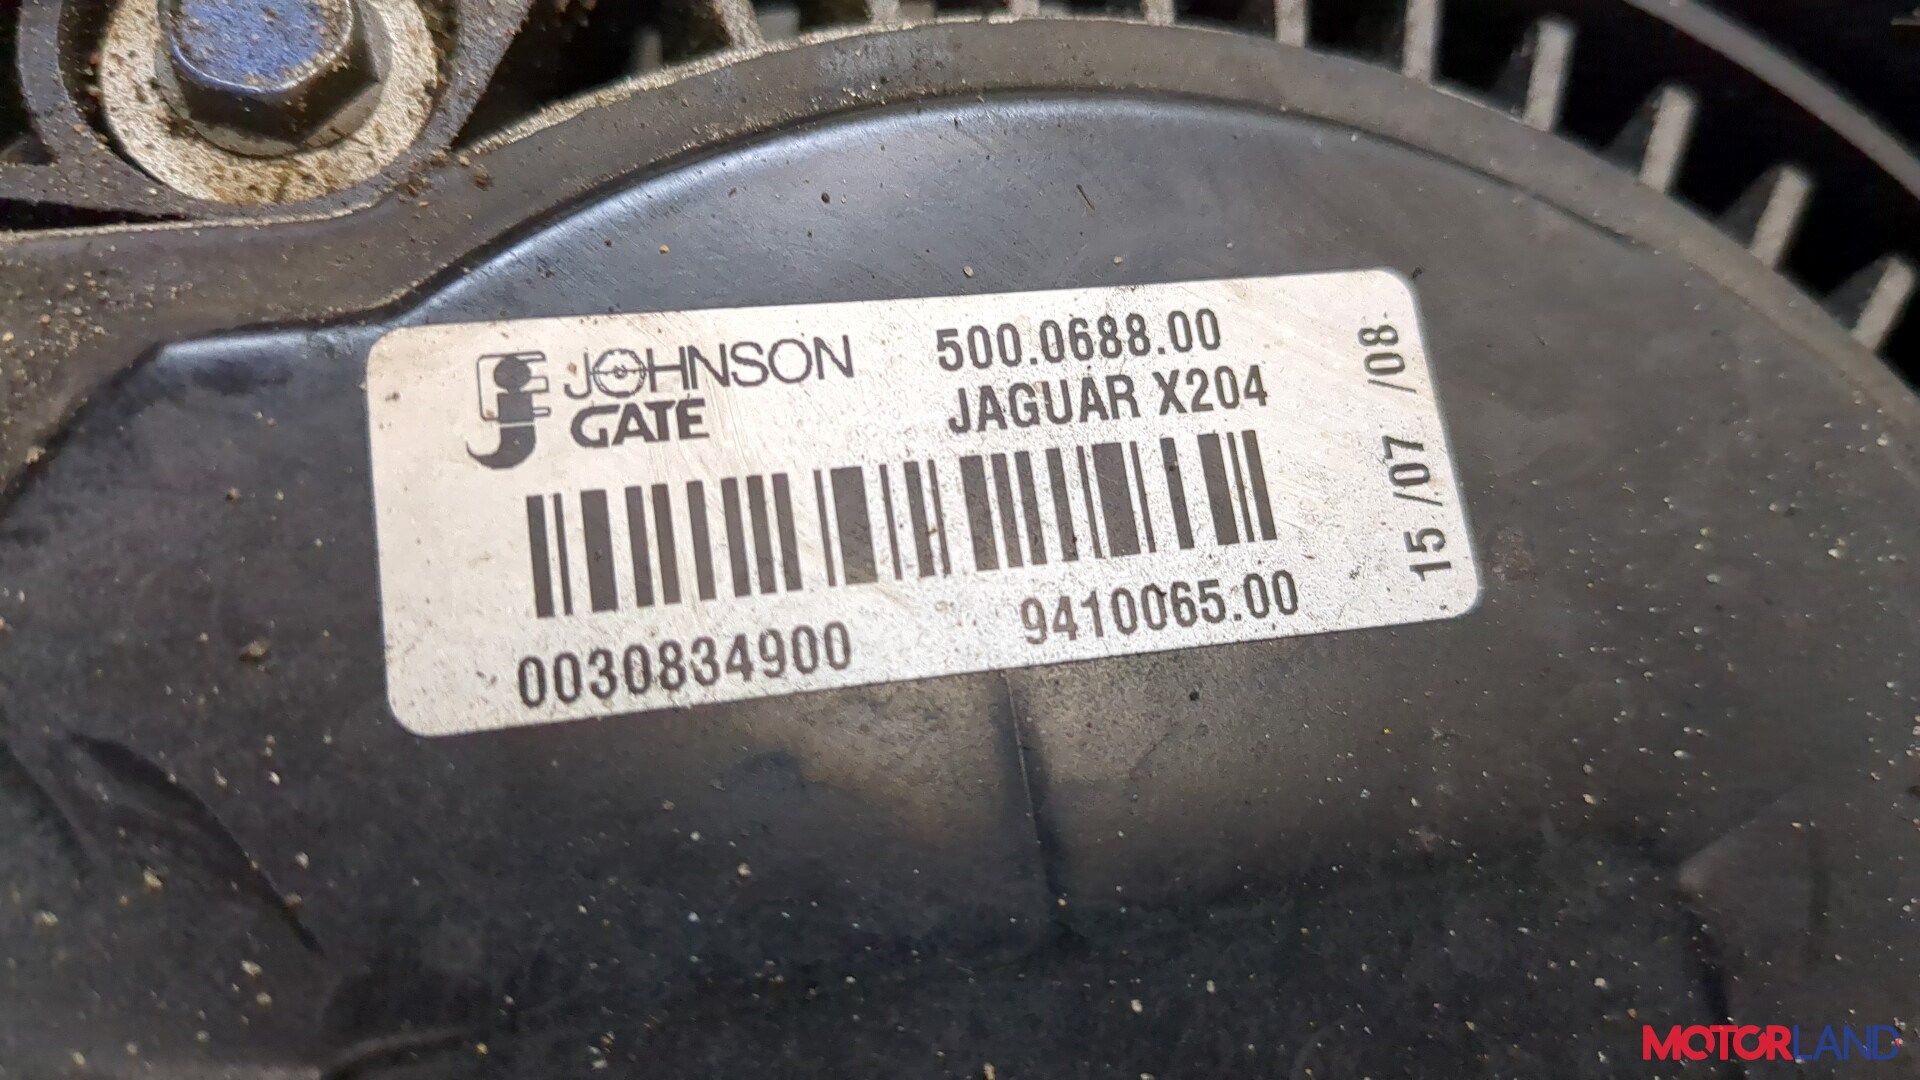 JOHNSON
GATE
500.0688.00
JAGUAR X204
15/07/08
0030834900
9410065.00
MOTORLAND